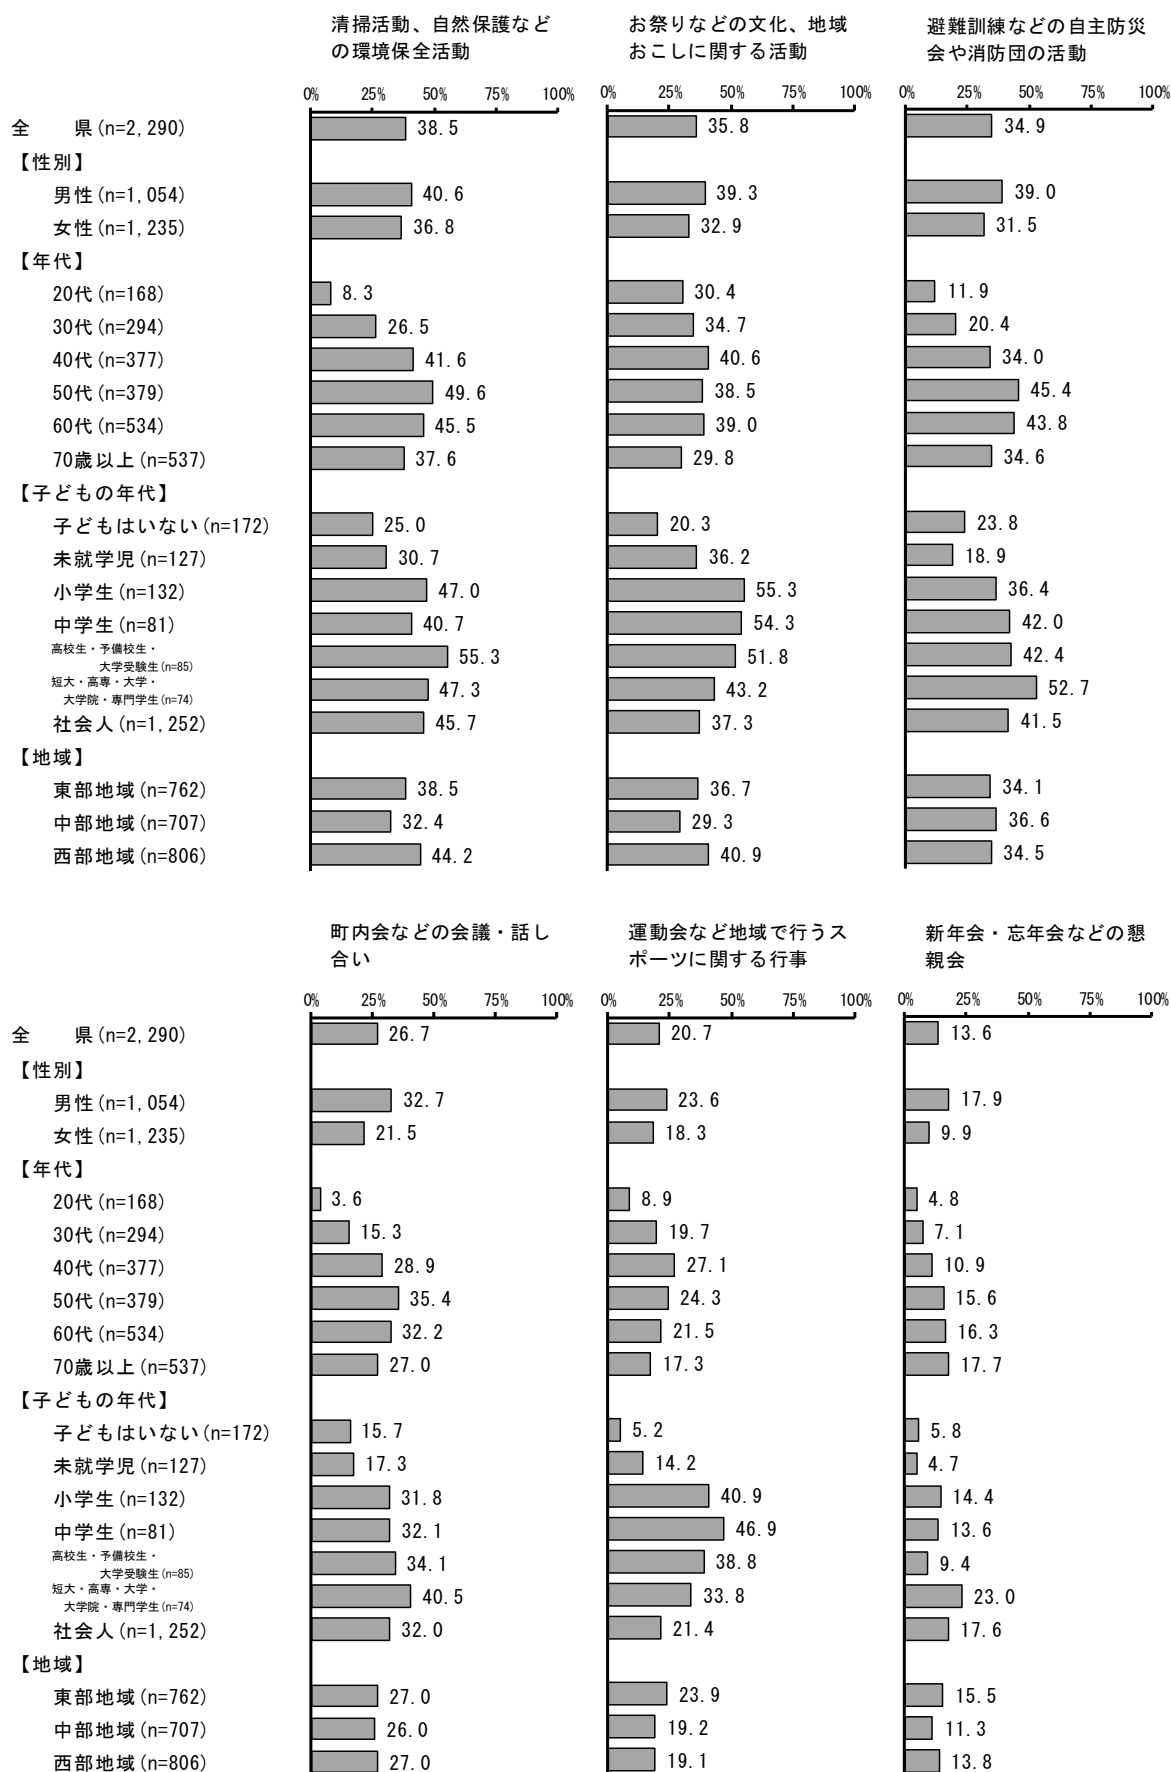 清掃活動、自然保護など
の環境保全活動
お祭りなどの文化、地域
おこしに関する活動
避難訓練などの自主防災
会や消防団の活動
0% 25% 50% 75% 100% 0% 25% 50% 75% 100% 0% 25% 50% 75% 100%
全　　県(n=2,290) 38.5 35.8 34.9
【性別】
男性(n=1,054) 40.6 39.3 39.0
女性(n=1,235) 36.8 32.9 31.5
【年代】
20代(n=168) 8.3 30.4 11.9
30代(n=294) 26.5 34.7 20.4
40代(n=377) 41.6 40.6 34.0
50代(n=379) 49.6 38.5 45.4
60代(n=534) 45.5 39.0 43.8
70歳以上(n=537) 37.6 29.8 34.6
【子どもの年代】
子どもはいない(n=172) 25.0 20.3 23.8
未就学児(n=127) 30.7 36.2 18.9
小学生(n=132) 47.0 55.3 36.4
中学生(n=81) 40.7 54.3 42.0
高校生・予備校生・
大学受験生(n=85) 55.3 51.8 42.4
短大・高専・大学・
大学院・専門学生(n=74) 47.3 43.2 52.7
社会人(n=1,252) 45.7 37.3 41.5
【地域】
東部地域(n=762) 38.5 36.7 34.1
中部地域(n=707) 32.4 29.3 36.6
西部地域(n=806) 44.2 40.9 34.5
町内会などの会議・話し
合い
運動会など地域で行うス
ポーツに関する行事
新年会・忘年会などの懇
親会
0% 25% 50% 75% 100% 0% 25% 50% 75% 100% 0% 25% 50% 75% 100%
全　　県(n=2,290) 26.7 20.7 13.6
【性別】
男性(n=1,054) 32.7 23.6 17.9
女性(n=1,235) 21.5 18.3 9.9
【年代】
20代(n=168) 3.6 8.9 4.8
30代(n=294) 15.3 19.7 7.1
40代(n=377) 28.9 27.1 10.9
50代(n=379) 35.4 24.3 15.6
60代(n=534) 32.2 21.5 16.3
70歳以上(n=537) 27.0 17.3 17.7
【子どもの年代】
子どもはいない(n=172) 15.7 5.2 5.8
未就学児(n=127) 17.3 14.2 4.7
小学生(n=132) 31.8 40.9 14.4
中学生(n=81) 32.1 46.9 13.6
高校生・予備校生・
大学受験生(n=85) 34.1 38.8 9.4
短大・高専・大学・
大学院・専門学生(n=74) 40.5 33.8 23.0
社会人(n=1,252) 32.0 21.4 17.6
【地域】
東部地域(n=762) 27.0 23.9 15.5
中部地域(n=707) 26.0 19.2 11.3
西部地域(n=806) 27.0 19.1 13.8